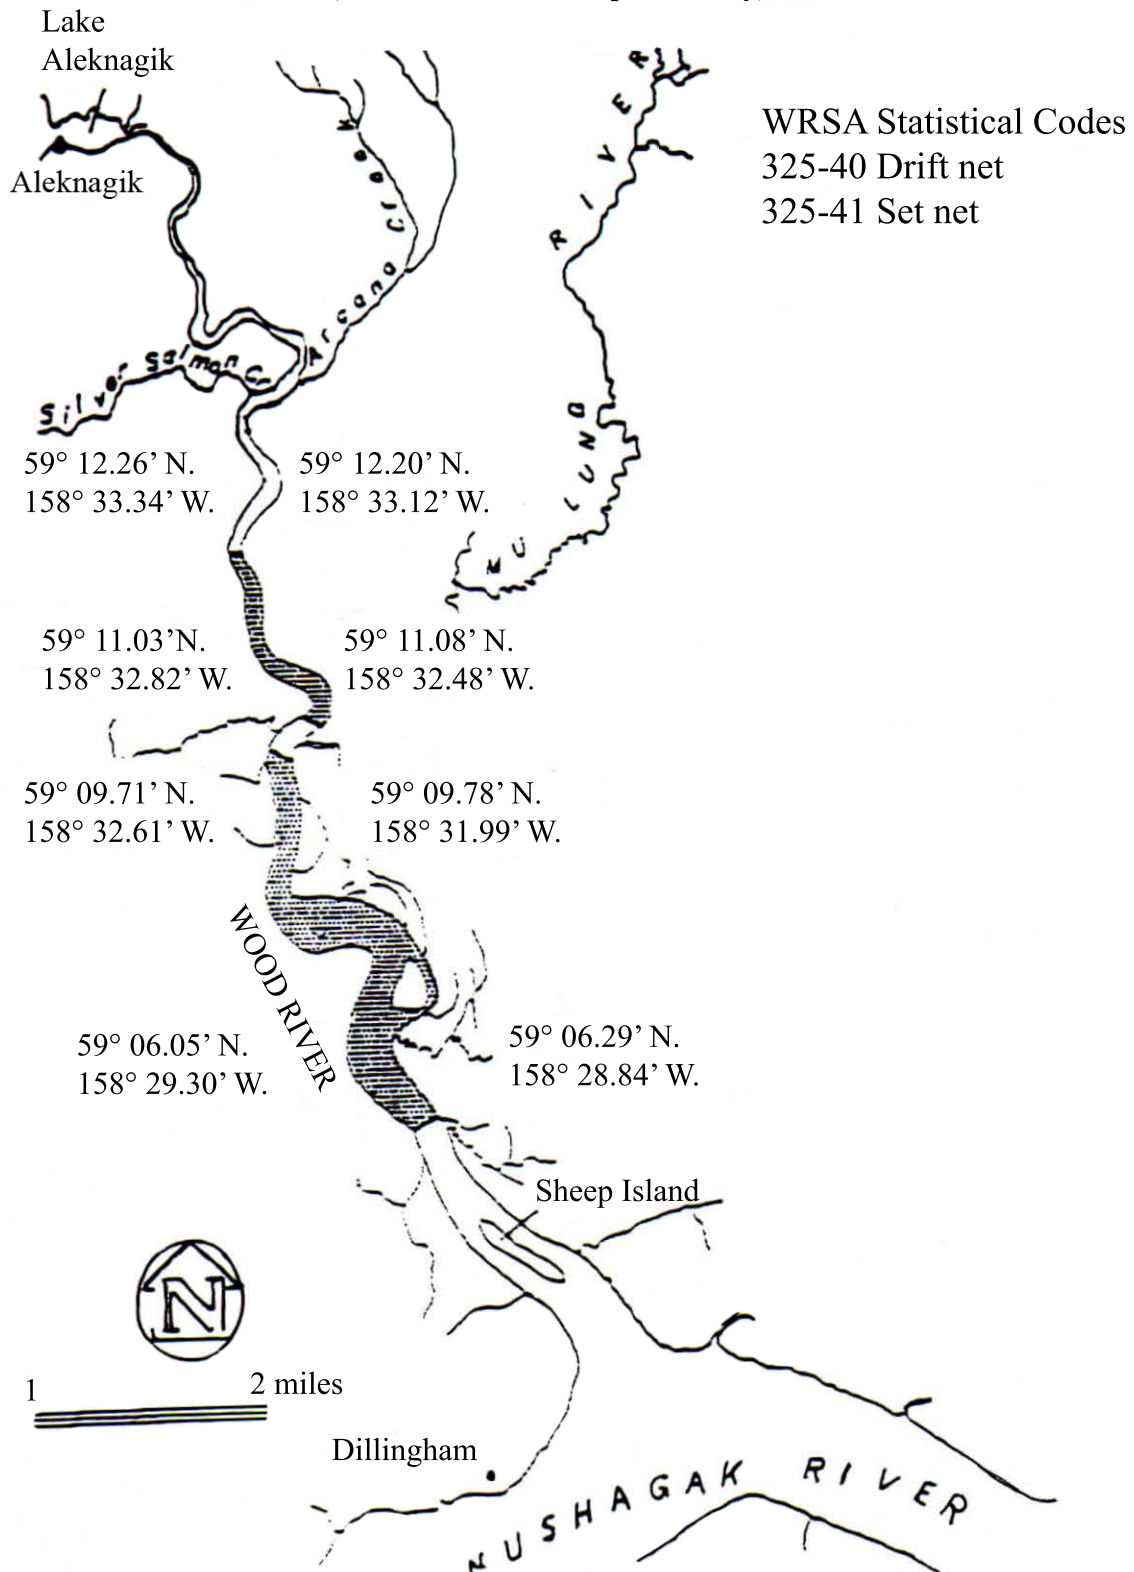 Lake
Aleknagik
Aleknagik
WRSA Statistical Codes
325-40 Drift net
325-41 Set net
Arcana Creek
Silver Salmon Cr
RIVER
59° 12.26’ N.
158° 33.34’ W.
59° 12.20’ N.
158° 33.12’ W.
59° 11.03’N.
158° 32.82’ W.
59° 11.08’ N.
158° 32.48’ W.
59° 09.71’ N.
158° 32.61’ W.
59° 09.78’ N.
158° 31.99’ W.
WOOD RIVER
59° 06.05’ N.
158° 29.30’ W.
59° 06.29’ N.
158° 28.84’ W.
Sheep Island
N
1
2 miles
Dillingham
NUSHAGAK RIVER